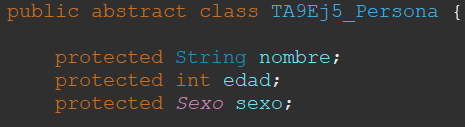 public abstract class TA9Ej5_Persona {
protected String nombre;
protected int edad;
protected Sexo sexo;